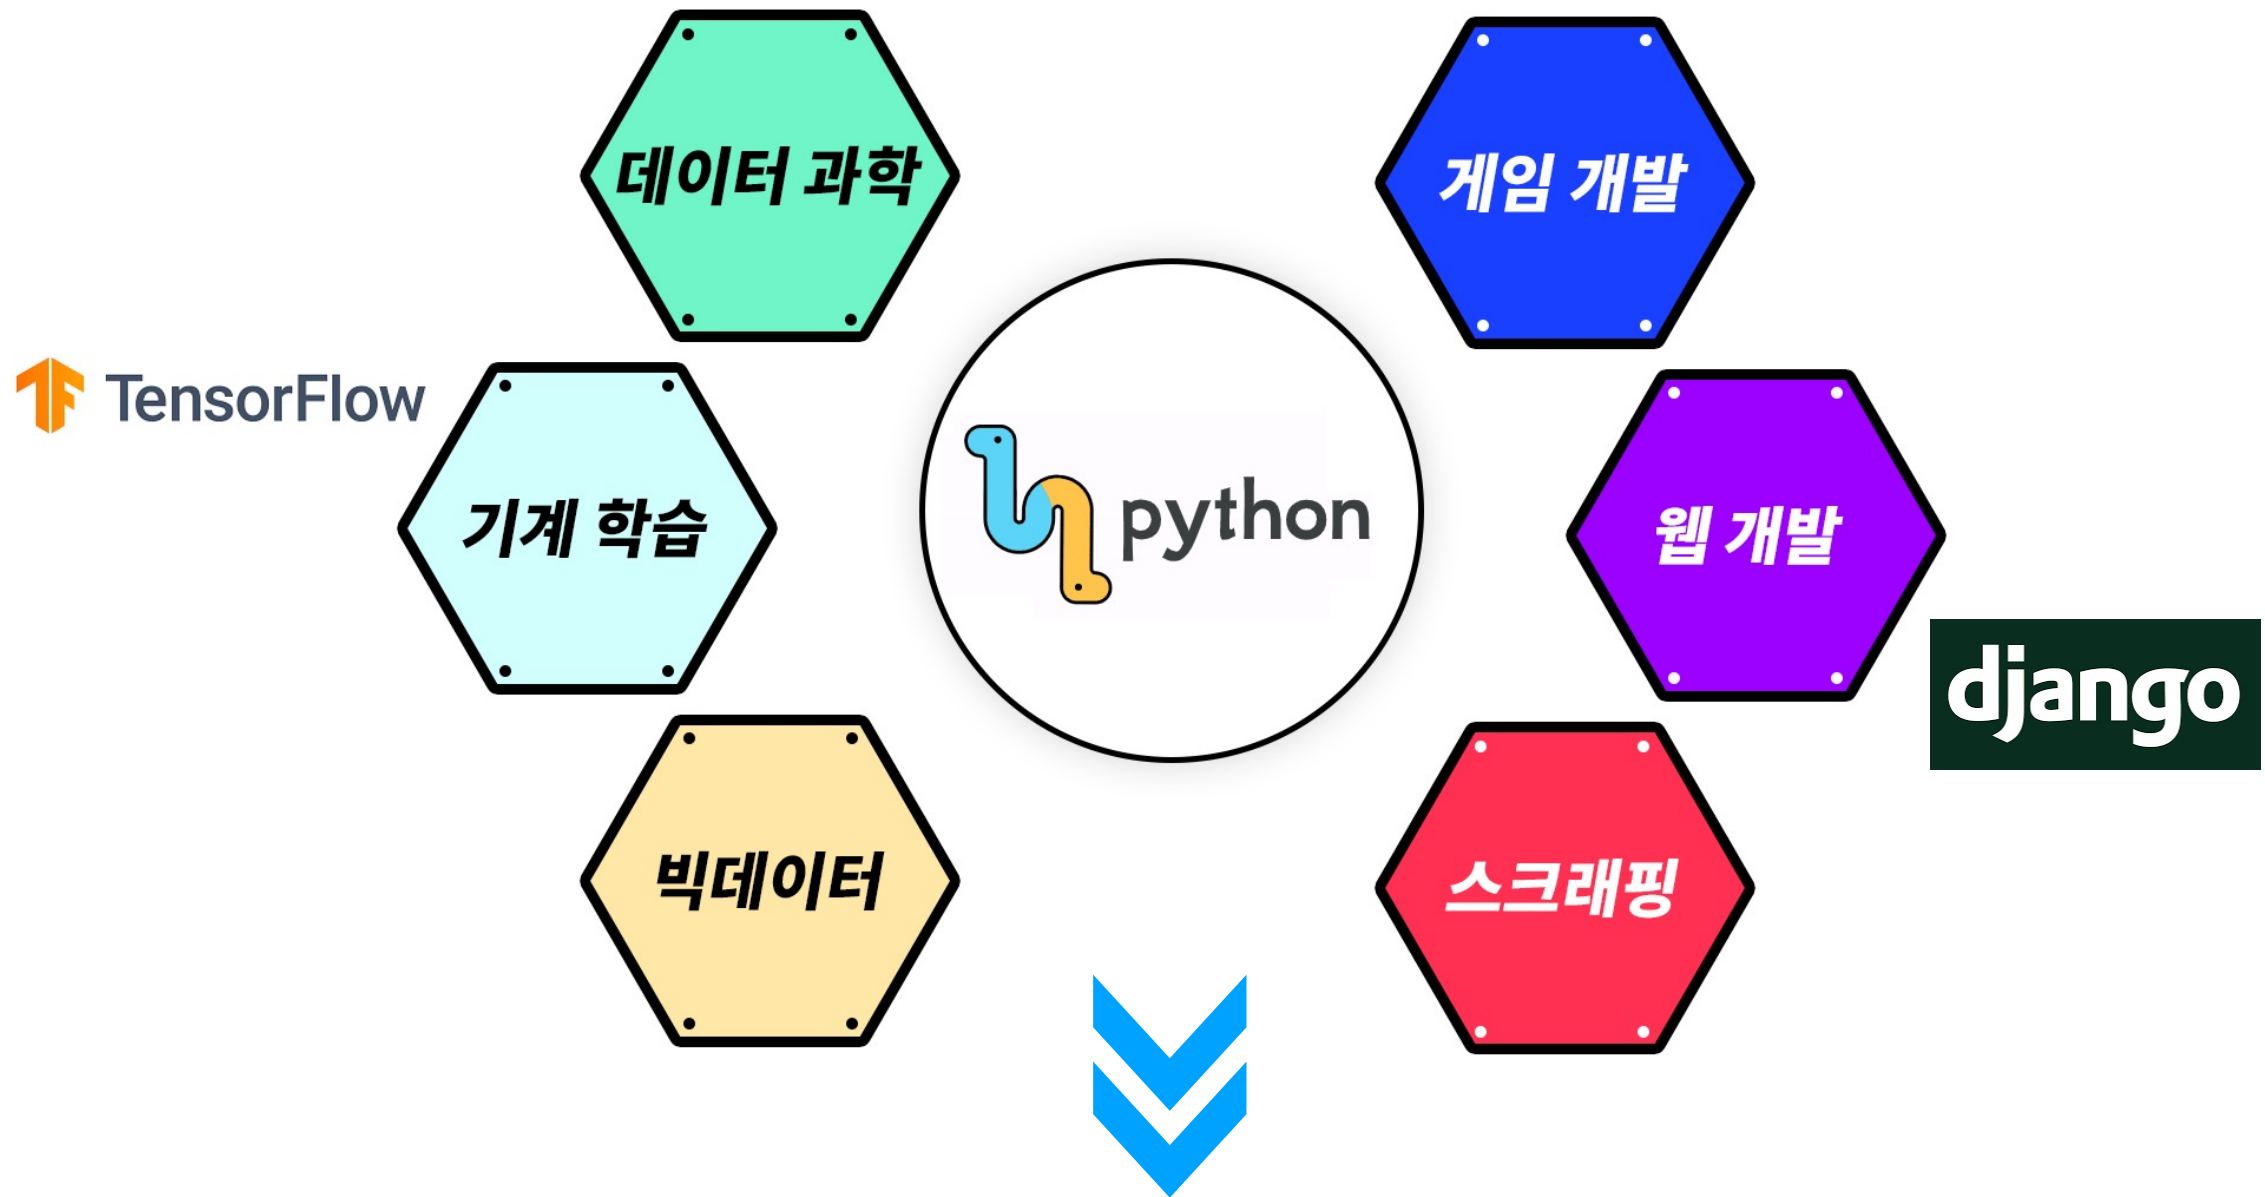 데이터 과학
게임 개발
TensorFlow
기계 학습
python
웹 개발
django
빅데이터
스크래핑